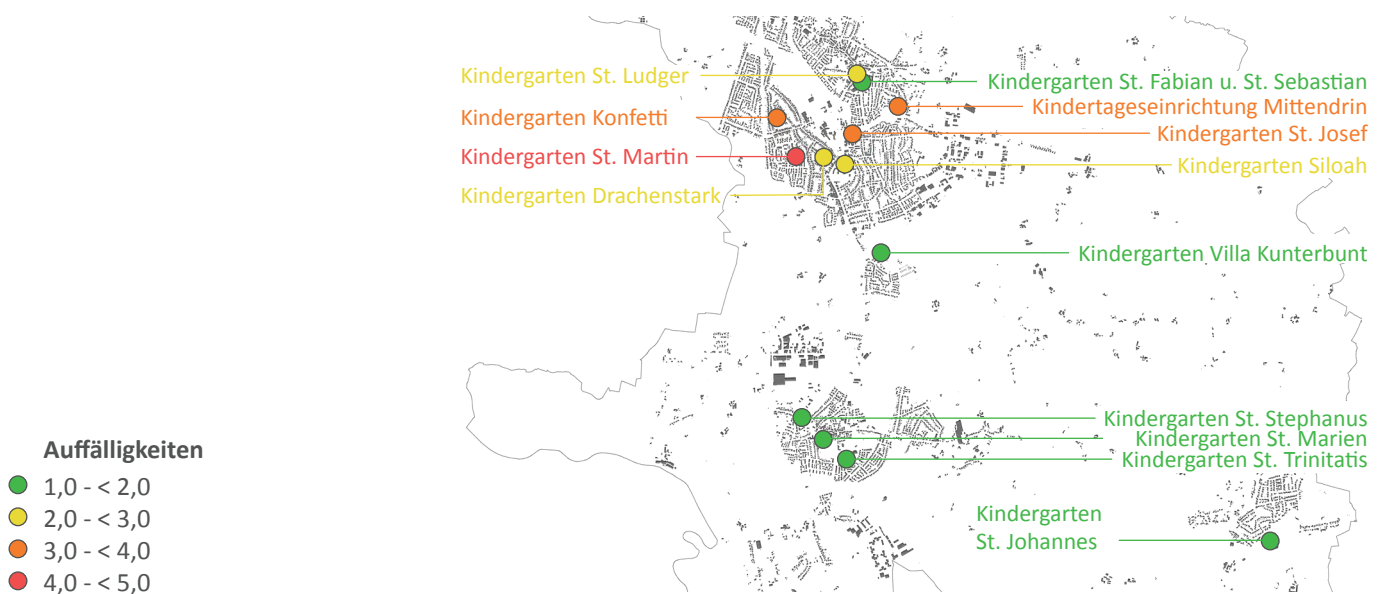 Kindergarten St. Ludger
Kindergarten St. Fabian u. St. Sebastian
Kindertageseinrichtung Mittendrin
Kindergarten Konfetti
Kindergarten St. Josef
Kindergarten St. Martin
Kindergarten Siloah
Kindergarten Drachenstark
Kindergarten Villa Kunterbunt
Kindergarten St. Stephanus
Kindergarten St. Marien
Kindergarten St. Trinitatis
Kindergarten
St. Johannes
Auffälligkeiten
1,0 - < 2,0
2,0 - < 3,0
3,0 - < 4,0
4,0 - < 5,0